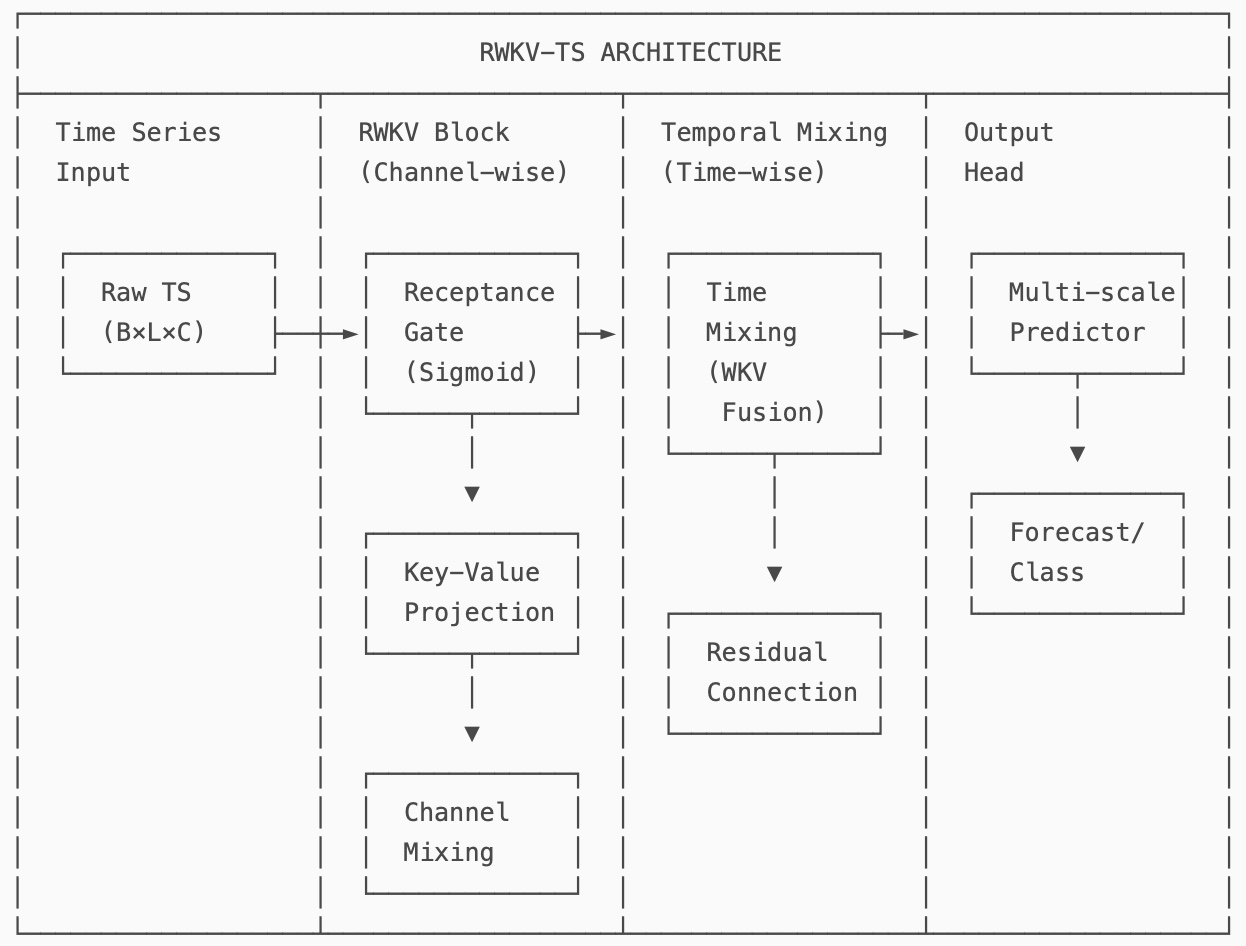 RWKV–TS ARCHITECTURE
Time Series
Input
Raw TS
(B×L×C)
RWKV Block
(Channel–wise)
Receptance
Gate
(Sigmoid)
Key–Value
Projection
Channel
Mixing
Temporal Mixing
(Time–wise)
Time
Mixing
(WKV
Fusion)
Residual
Connection
Output
Head
Multi–scale
Predictor
Forecast/
Class